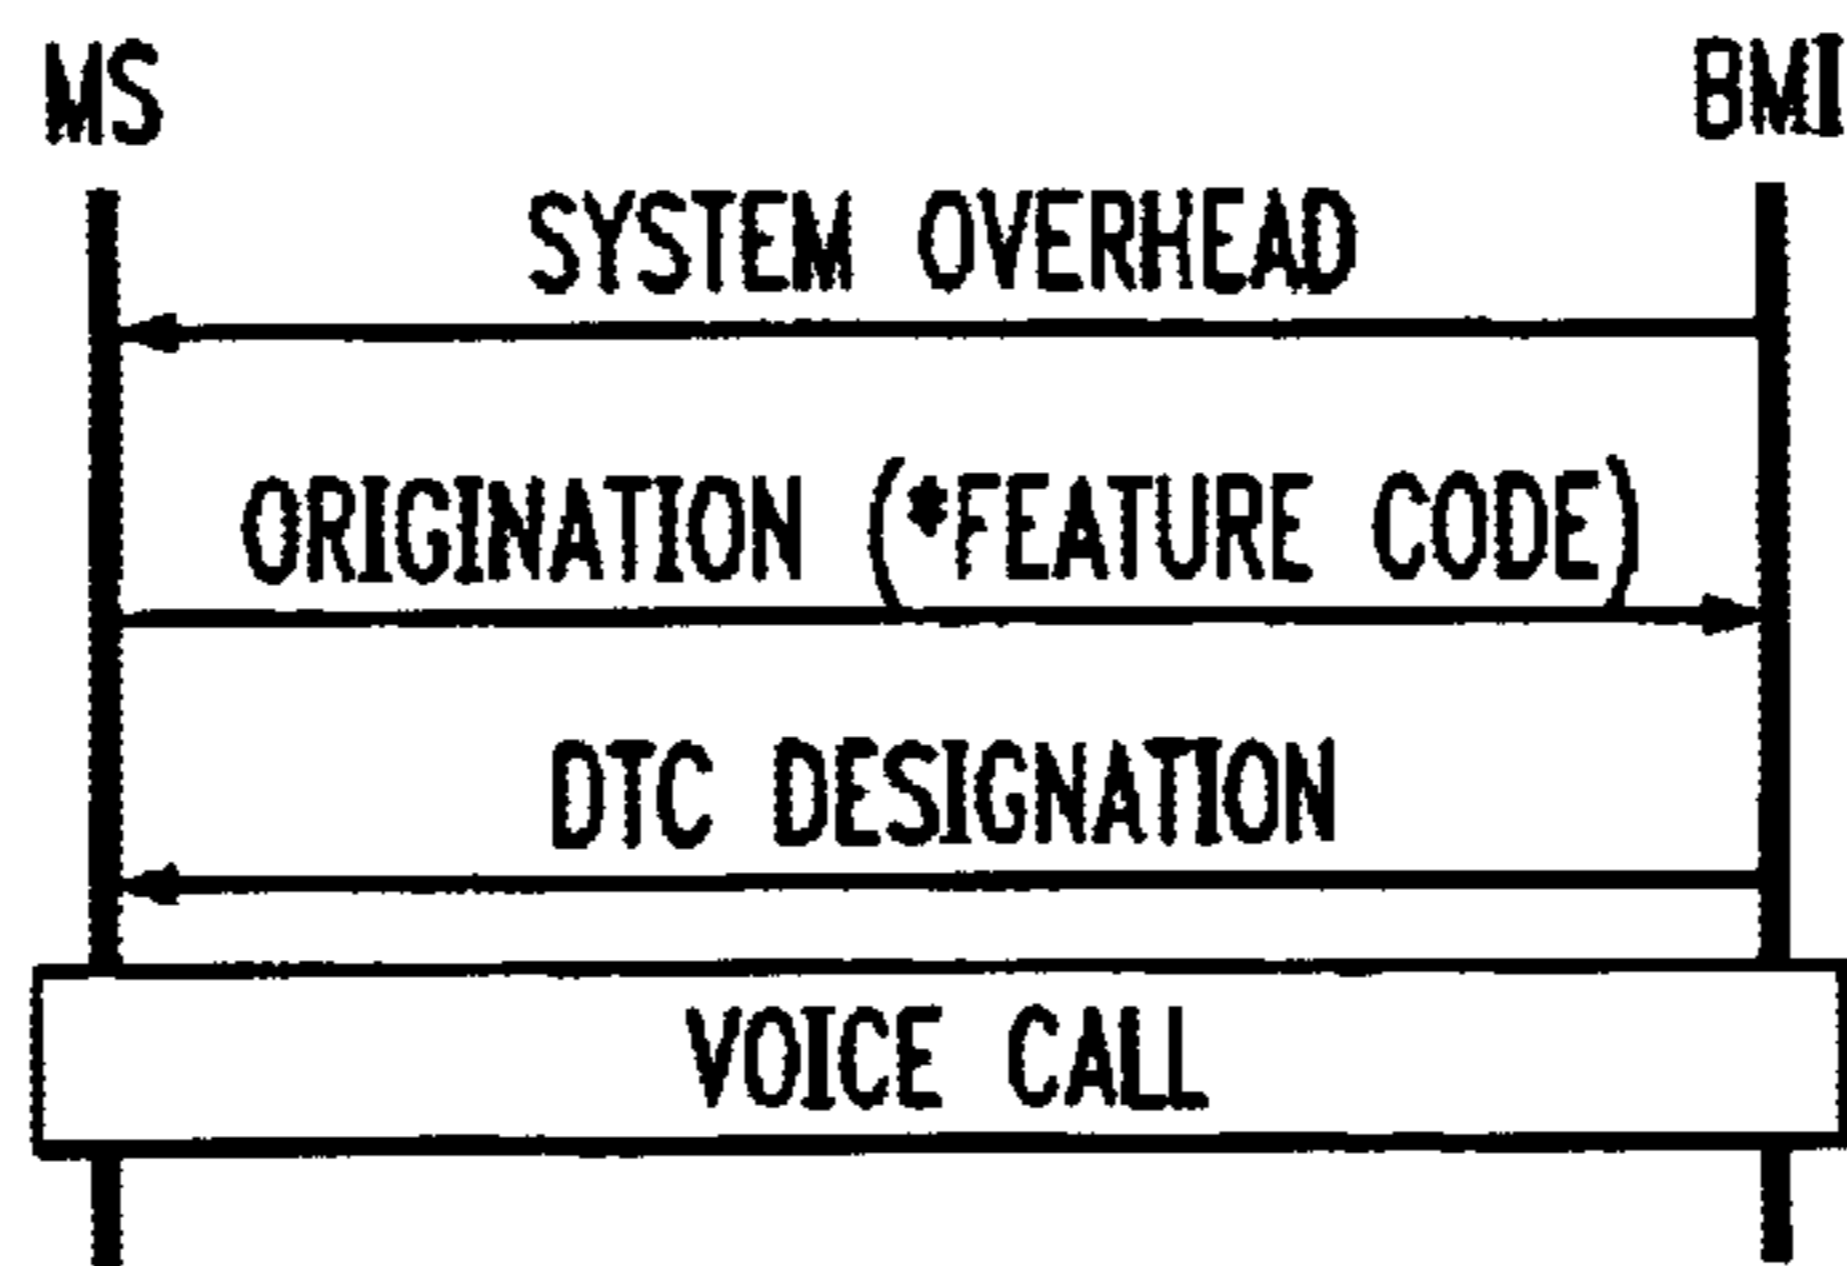 MS BMI
SYSTEM OVERHEAD
ORIGINATION (*FEATURE CODE)
DTC DESIGNATION
VOICE CALL